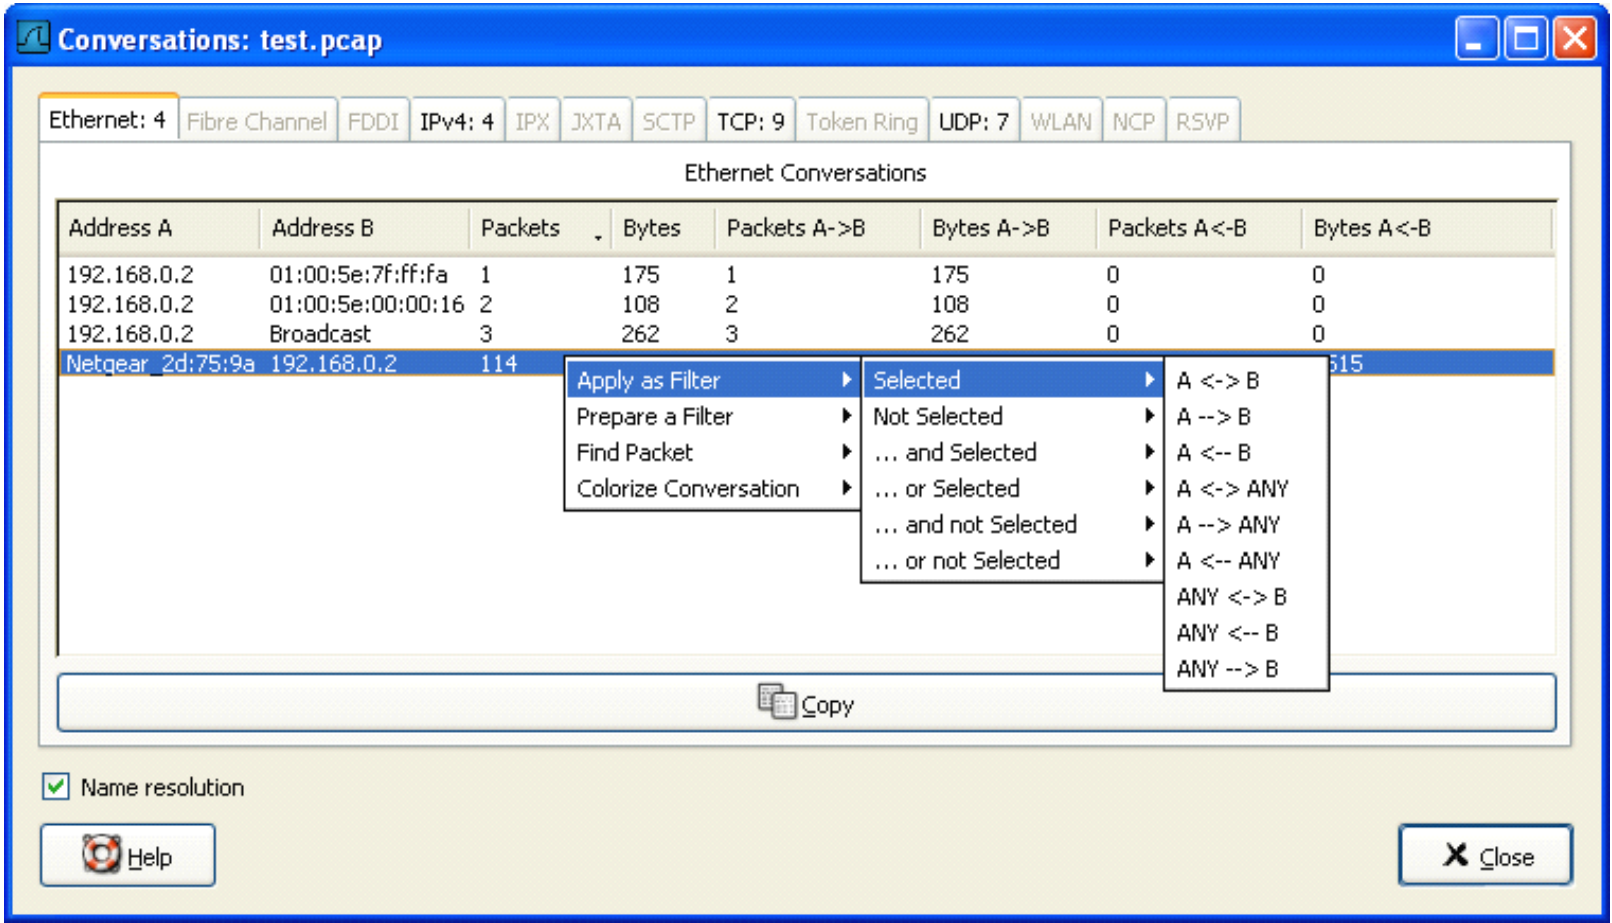 Conversations: test.pcap
Ethernet: 4 Fibre Channel FDDI IPv4: 4 IPX JXTA SCTP TCP: 9 Token Ring UDP: 7 WLAN NCP RSVP
Ethernet Conversations
Address A Address B Packets Bytes Packets A->B Bytes A->B Packets A<-B Bytes A<-B
192.168.0.2 01:00:5e:7f:ff:fa 1 175 1 175 0 0
192.168.0.2 01:00:5e:00:00:16 2 108 2 108 0 0
192.168.0.2 Broadcast 3 262 3 262 0 0
Netgear_2d:75:9a 192.168.0.2 114
Apply as Filter Selected A <-> B
Prepare a Filter Not Selected A --> B
Find Packet ... and Selected A <-- B
Colorize Conversation ... or Selected A <-> ANY
... and not Selected A --> ANY
... or not Selected A <-- ANY
ANY <-> B
ANY <-- B
ANY --> B
Copy
Name resolution
Help Close